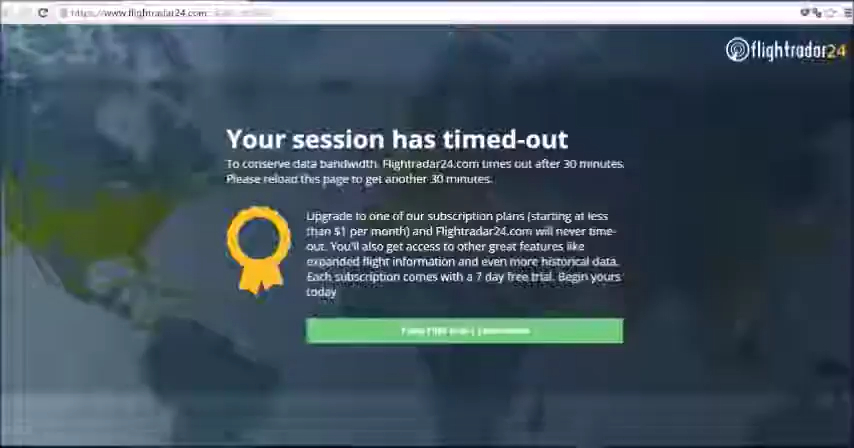 https://www.flightradar24.com
flightradar24
Your session has timed-out
To conserve data bandwidth, Flightradar24.com times out after 30 minutes.
Please reload this page to get another 30 minutes.
Upgrade to one of our subscription plans (starting at less
than $1 per month) and Flightradar24.com will never time-
out. You'll also get access to other great features like
expanded flight information and even more historical data.
Each subscription comes with a 7 day free trial. Begin yours
today